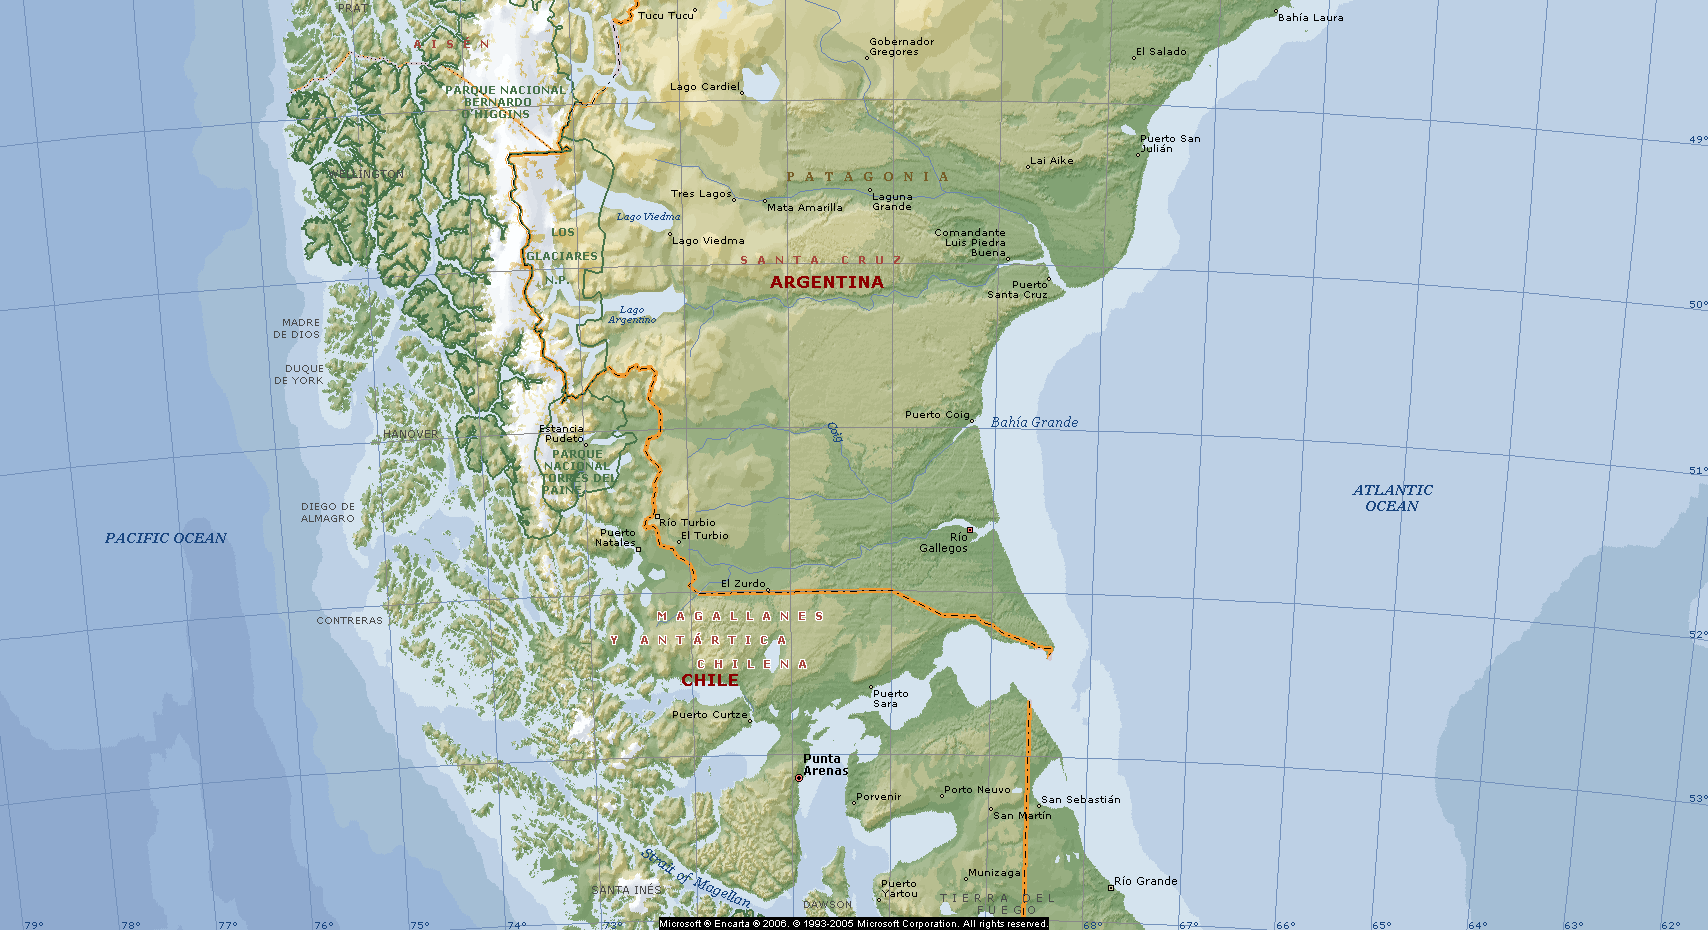 PRAT
Tucu Tucu
Bahía Laura
AISÉN
Gobernador
Gregores
El Salado
Lago Cardiel
PARQUE NACIONAL
BERNARDO
O'HIGGINS
49°
Puerto San
Julián
Lai Aike
WELLINGTON
PATAGONIA
Tres Lagos
Mata Amarilla
Laguna
Grande
Lago Viedma
Lago Viedma
LOS
GLACIARES
N.P.
Comandante
Luis Piedra
Buena
SANTA CRUZ
ARGENTINA
Puerto
Santa Cruz
50°
Lago
Argentino
MADRE
DE DIOS
DUQUE
DE YORK
Puerto Coig
Bahía Grande
Coig
HANOVER
Estancia
Pudeto
PARQUE
NACIONAL
TORRES DEL
PAINE
51°
ATLANTIC
OCEAN
DIEGO DE
ALMAGRO
PACIFIC OCEAN
Río Turbio
El Turbio
Puerto
Natales
Río
Gallegos
El Zurdo
CONTRERAS
MAGALLANES
Y ANTÁRTICA
CHILENA
CHILE
52°
Puerto
Sara
Puerto Curtze
Punta
Arenas
Porvenir
Porto Neuvo
San Sebastián
San Martín
53°
Strait of Magellan
SANTA INÉS
DAWSON
Puerto
Yartou
Munizaga
Río Grande
TIERRA DEL
FUEGO
79°
78°
77°
76°
75°
74°
73°
68°
67°
66°
65°
64°
63°
62°
Microsoft ® Encarta ® 2006. © 1993-2005 Microsoft Corporation. All rights reserved.